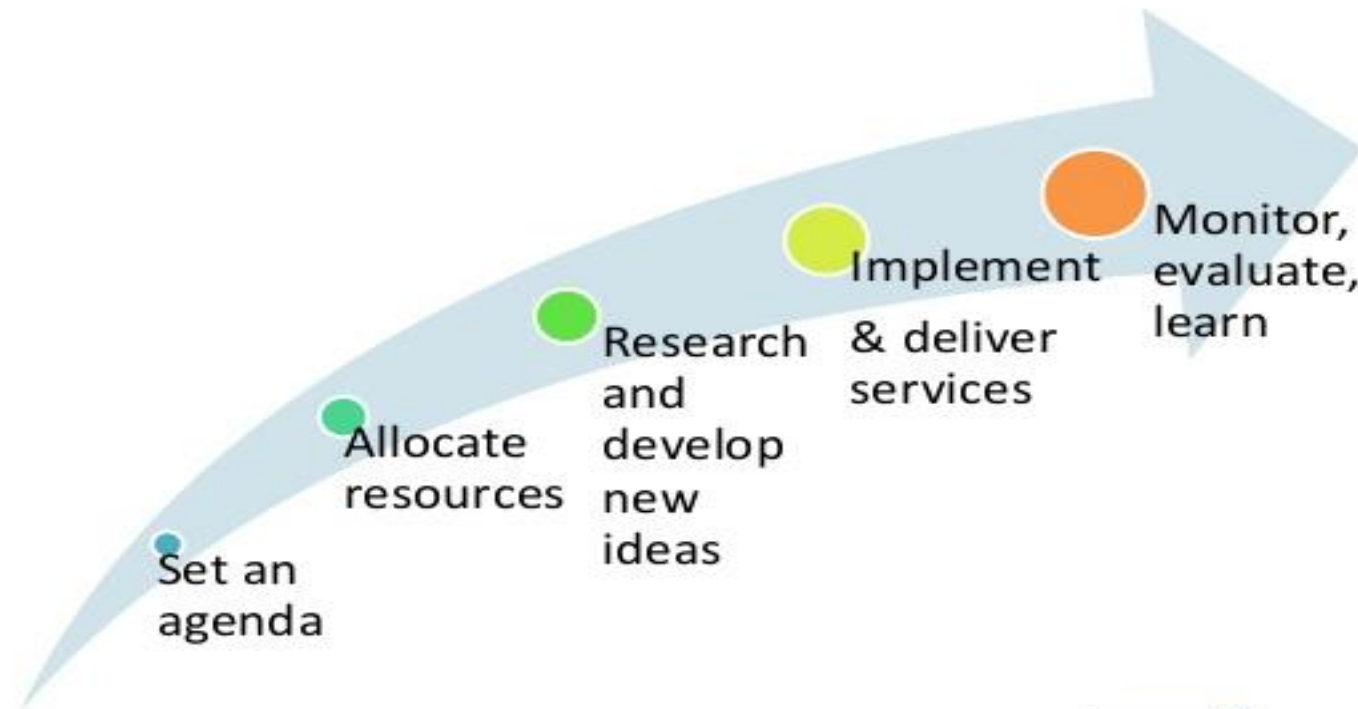 Set an
agenda
Allocate
resources
Research
and
develop
new
ideas
Implement
& deliver
services
Monitor,
evaluate,
learn